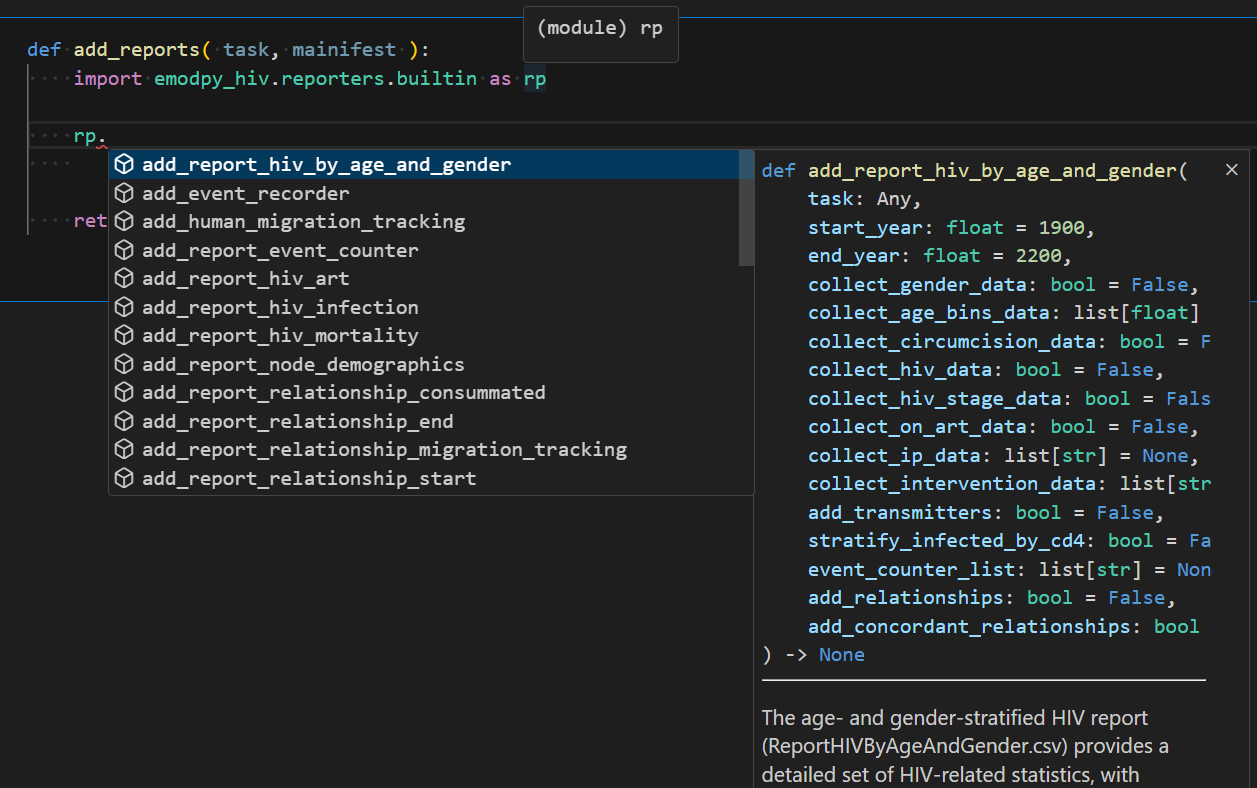 (module) rp
def add_reports( task, mainifest ):
import emodpy_hiv.reporters.builtin as rp
rp.
ret
add_report_hiv_by_age_and_gender
add_event_recorder
add_human_migration_tracking
add_report_event_counter
add_report_hiv_art
add_report_hiv_infection
add_report_hiv_mortality
add_report_node_demographics
add_report_relationship_consummated
add_report_relationship_end
add_report_relationship_migration_tracking
add_report_relationship_start
def add_report_hiv_by_age_and_gender(
task: Any,
start_year: float = 1900,
end_year: float = 2200,
collect_gender_data: bool = False,
collect_age_bins_data: list[float]
collect_circumcision_data: bool = F
collect_hiv_data: bool = False,
collect_hiv_stage_data: bool = Fals
collect_on_art_data: bool = False,
collect_ip_data: list[str] = None,
collect_intervention_data: list[str
add_transmitters: bool = False,
stratify_infected_by_cd4: bool = Fa
event_counter_list: list[str] = Non
add_relationships: bool = False,
add_concordant_relationships: bool
) -> None
The age- and gender-stratified HIV report
(ReportHIVByAgeAndGender.csv) provides a
detailed set of HIV-related statistics, with